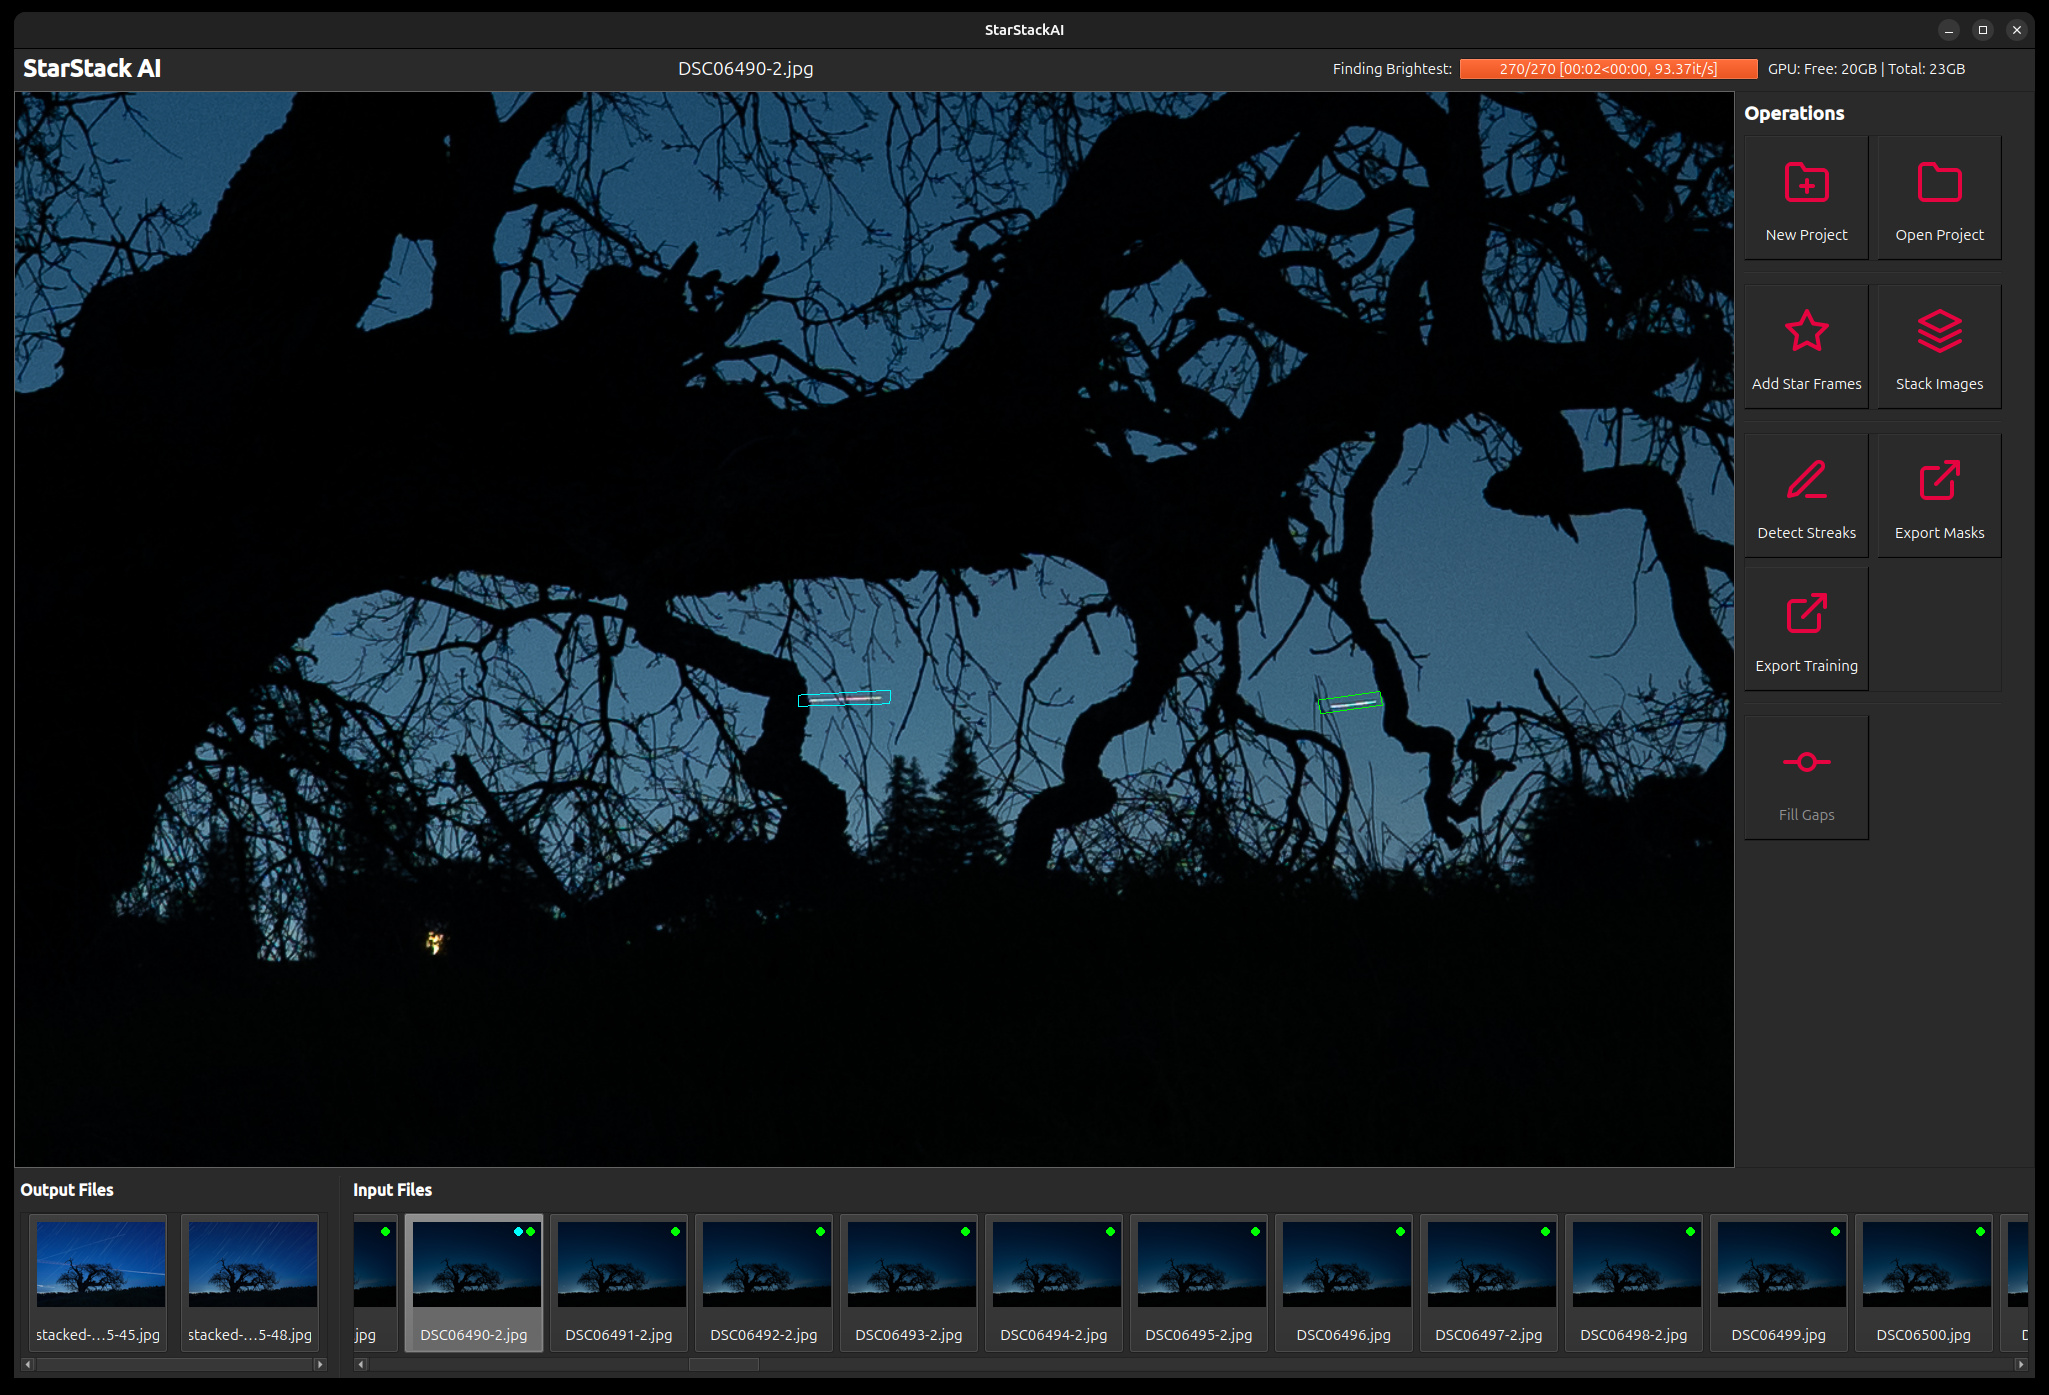 StarStackAI
StarStack AI
DSC06490-2.jpg
Finding Brightest:
270/270 [00:02<00:00, 93.37it/s]
GPU: Free: 20GB | Total: 23GB
Operations
New Project
Open Project
Add Star Frames
Stack Images
Detect Streaks
Export Masks
Export Training
Fill Gaps
Output Files
stacked-...5-45.jpg
stacked-...5-48.jpg
Input Files
jpg
DSC06490-2.jpg
DSC06491-2.jpg
DSC06492-2.jpg
DSC06493-2.jpg
DSC06494-2.jpg
DSC06495-2.jpg
DSC06496.jpg
DSC06497-2.jpg
DSC06498-2.jpg
DSC06499.jpg
DSC06500.jpg